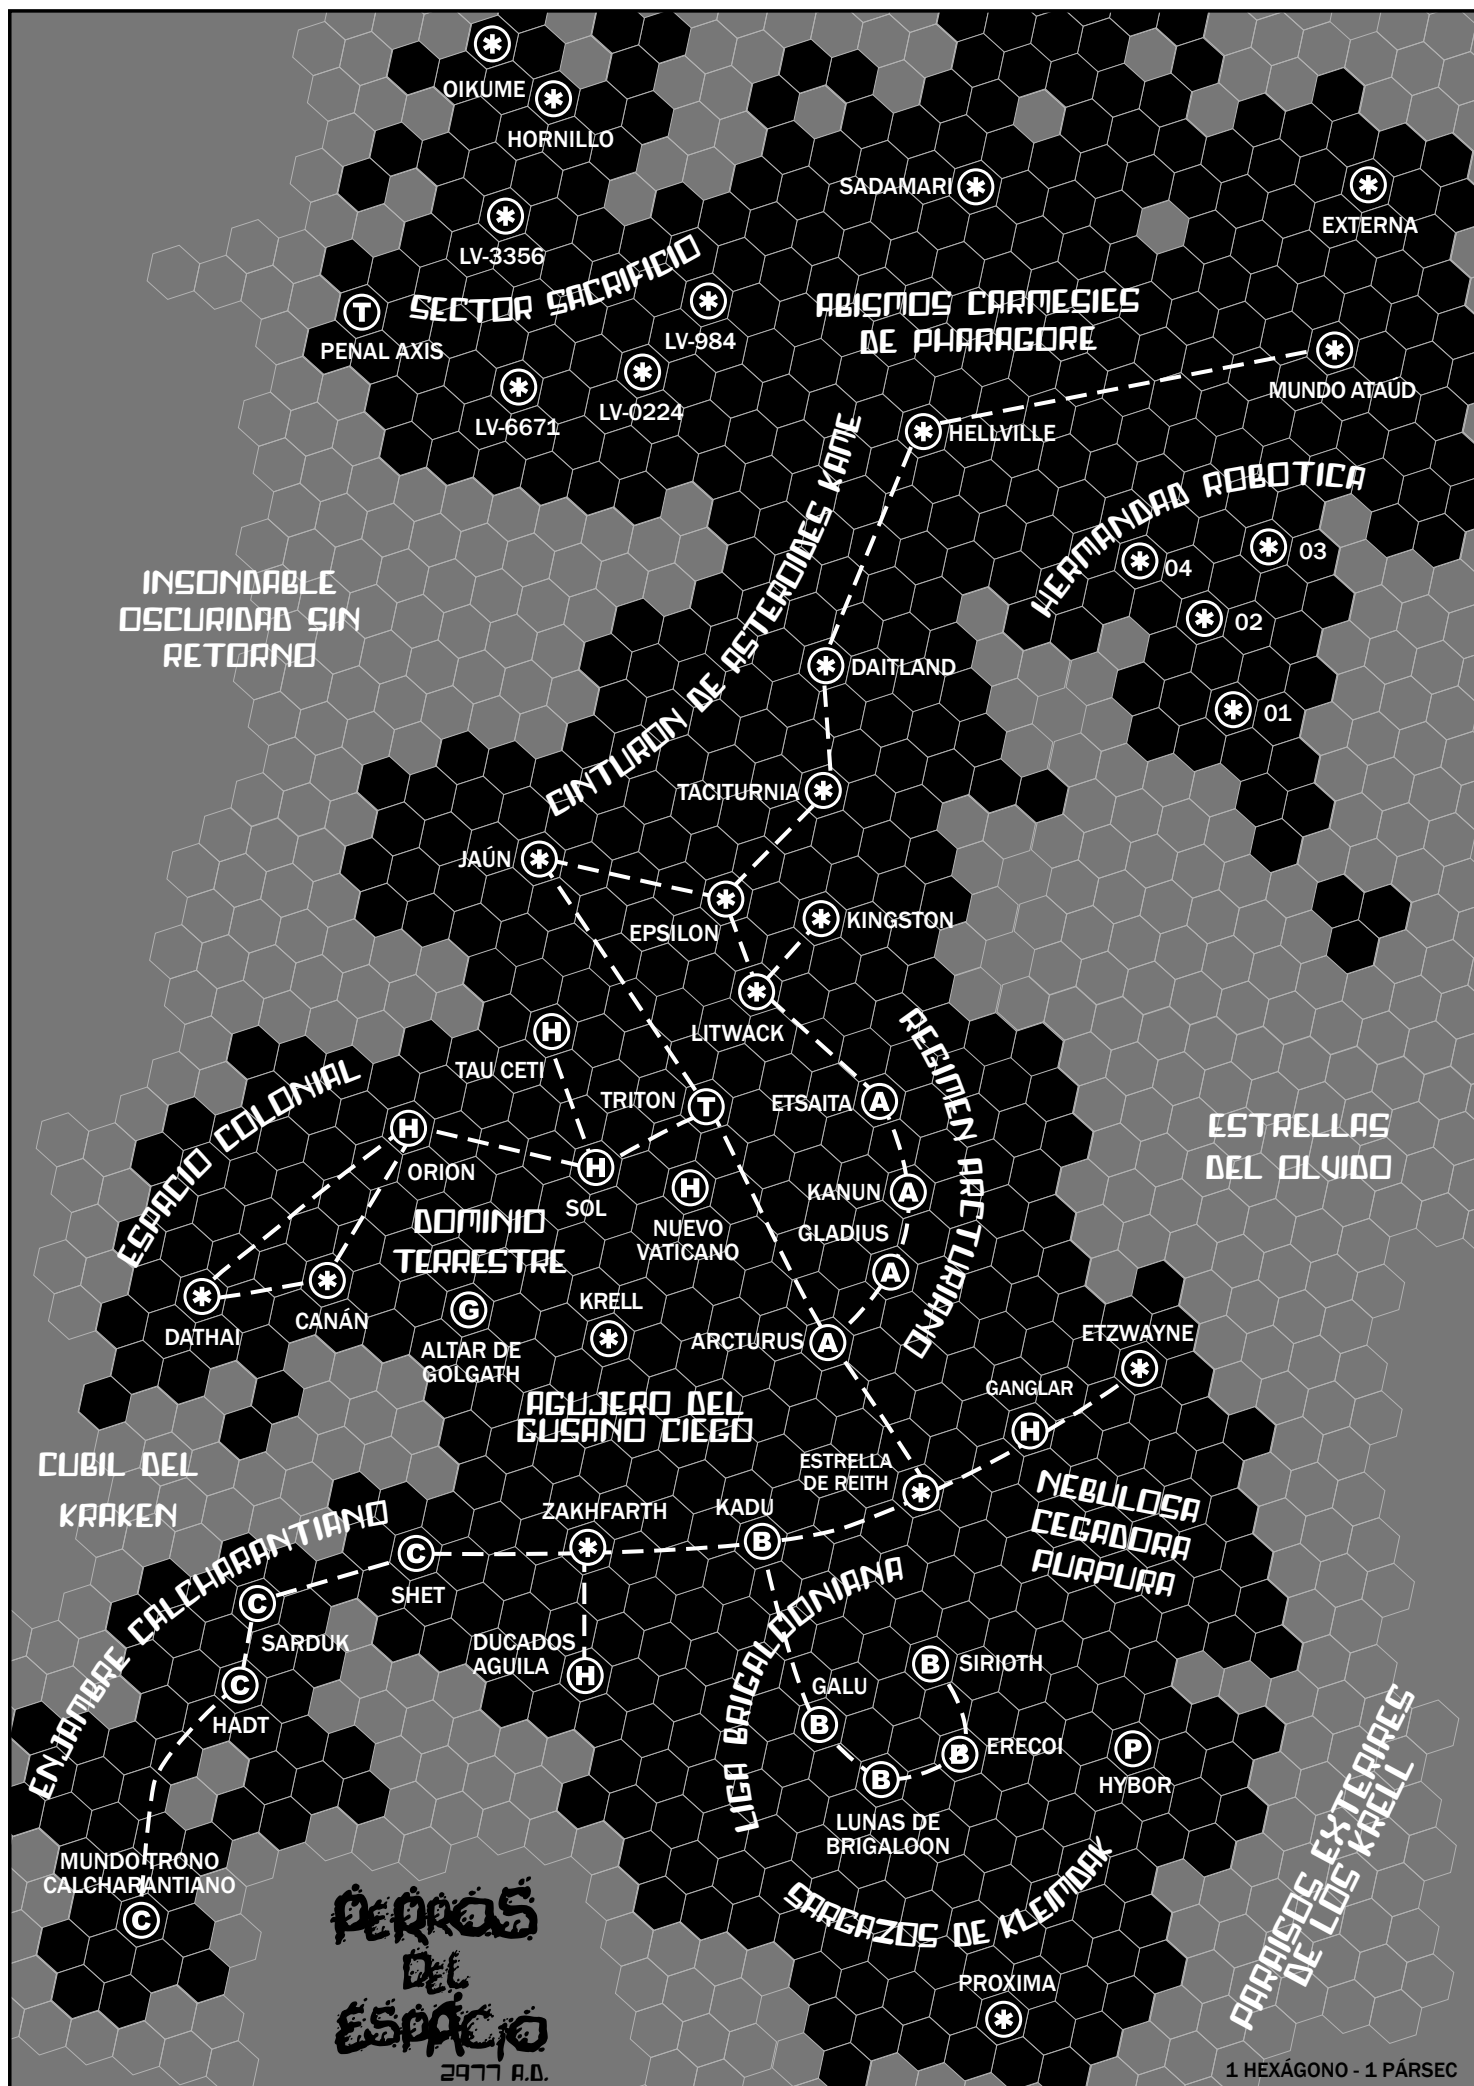 *
OIKUME
*
HORNILLO
SADAMARI *
*
EXTERNA
*
LV-3356
SECTOR SACRIFICIO
T
PENAL AXIS
*
LV-984
ABISMOS CARMESIES
DE PHARAGORE
*
MUNDO ATAÚD
*
LV-6671
*
LV-0224
* HELLVILLE
CINTURON DE ASTEROIDES KAME
HERMANDAD ROBOTICA
* 04
* 03
* 02
* 01
INSONDABLE
OSCURIDAD SIN
RETORNO
* DAITLAND
TACITURNIA *
JAÚN *
*
EPSILON
* KINGSTON
*
LITWACK
H
TAU CETI
TRITON T
ETSAITA A
REGIMEN ARCTURIANO
ESPACIO COLONIAL
H
ORION
H
SOL
H
NUEVO
VATICANO
KANUN A
GLADIUS
A
ESTRELLAS
DEL OLVIDO
DOMINIO
TERRESTRE
*
DATHAI
*
CANÁN
G
ALTAR DE
GOLGATH
KRELL
*
ARCTURUS A
ETZWAYNE
*
GANGLAR
H
AGUJERO DEL
GUSANO CIEGO
CUBIL DEL
KRAKEN
ESTRELLA
DE REITH
*
NEBULOSA
CEGADORA
PURPURA
ENJAMBRE CALCHARANTIANO
ZAKHFARTH
*
KADU
B
C
SHET
C
SARDUK
C
HADT
DUCADOS
AGUILA
H
LIGA BRIGALOONIANA
B SIRIOTH
GALU
B
B ERECOI
B
LUNAS DE
BRIGALOON
P
HYBOR
PARAISOS EXTERIRES
DE LOS KRELL
MUNDO TRONO
CALCHARANTIANO
C
SARGAZOS DE KLEIMDAK
PROXIMA
*
PERROS
DEL
ESPACIO
2977 A.D.
1 HEXÁGONO - 1 PÁRSEC